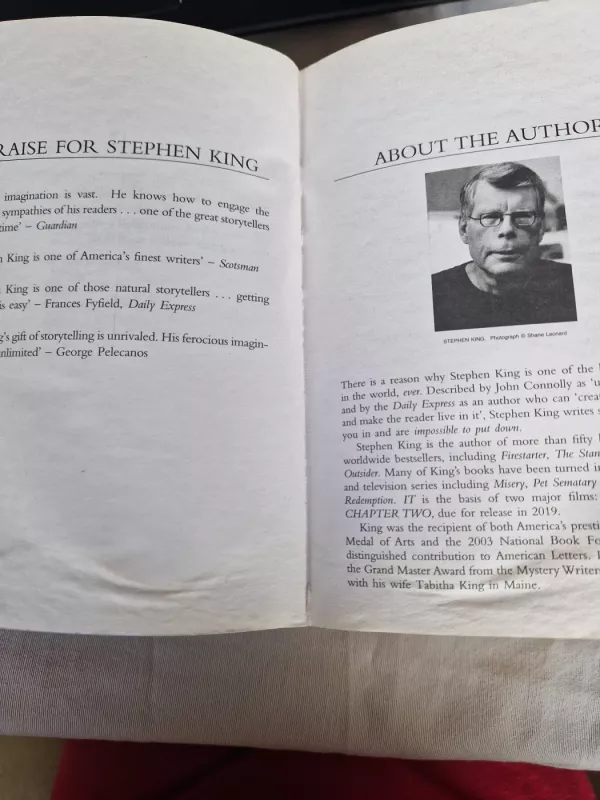 RAISE FOR STEPHEN KING
imagination is vast. He knows how to engage the
sympathies of his readers . . . one of the great storytellers
time' – Guardian
n King is one of America's finest writers' – Scotsman
n King is one of those natural storytellers . . . getting
is easy' – Frances Fyfield, Daily Express
g's gift of storytelling is unrivaled. His ferocious imagin-
unlimited' – George Pelecanos
ABOUT THE AUTHOR
STEPHEN KING. Photograph © Shane Leonard
There is a reason why Stephen King is one of the
in the world, ever. Described by John Connolly as 'u
and by the Daily Express as an author who can 'crea
and make the reader live in it', Stephen King writes s
you in and are impossible to put down.
Stephen King is the author of more than fifty
worldwide bestsellers, including Firestarter, The Stan
Outsider. Many of King's books have been turned in
and television series including Misery, Pet Sematary
Redemption. IT is the basis of two major films:
CHAPTER TWO, due for release in 2019.
King was the recipient of both America's presti
Medal of Arts and the 2003 National Book Fo
distinguished contribution to American Letters.
the Grand Master Award from the Mystery Writer
with his wife Tabitha King in Maine.